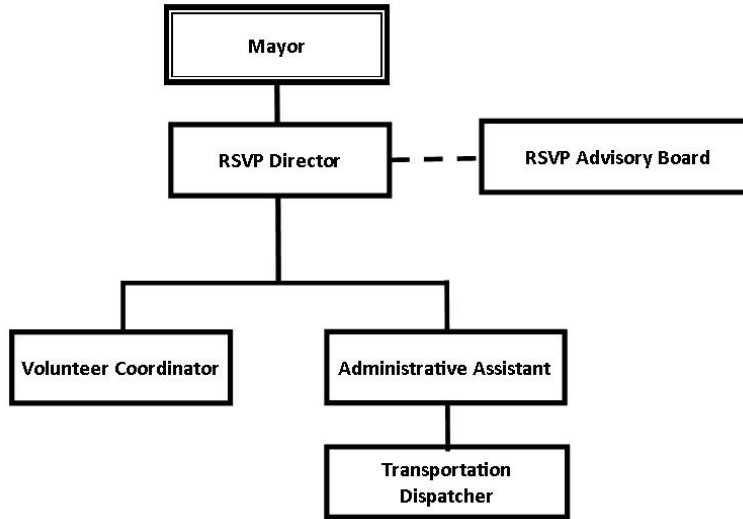 Mayor
RSVP Director
RSVP Advisory Board
Volunteer Coordinator
Administrative Assistant
Transportation
Dispatcher